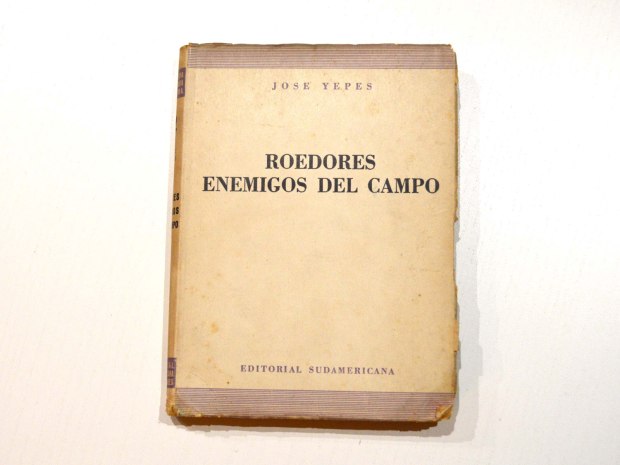 JOSE YEPES
ROEDORES
ENEMIGOS DEL CAMPO
EDITORIAL SUDAMERICANA